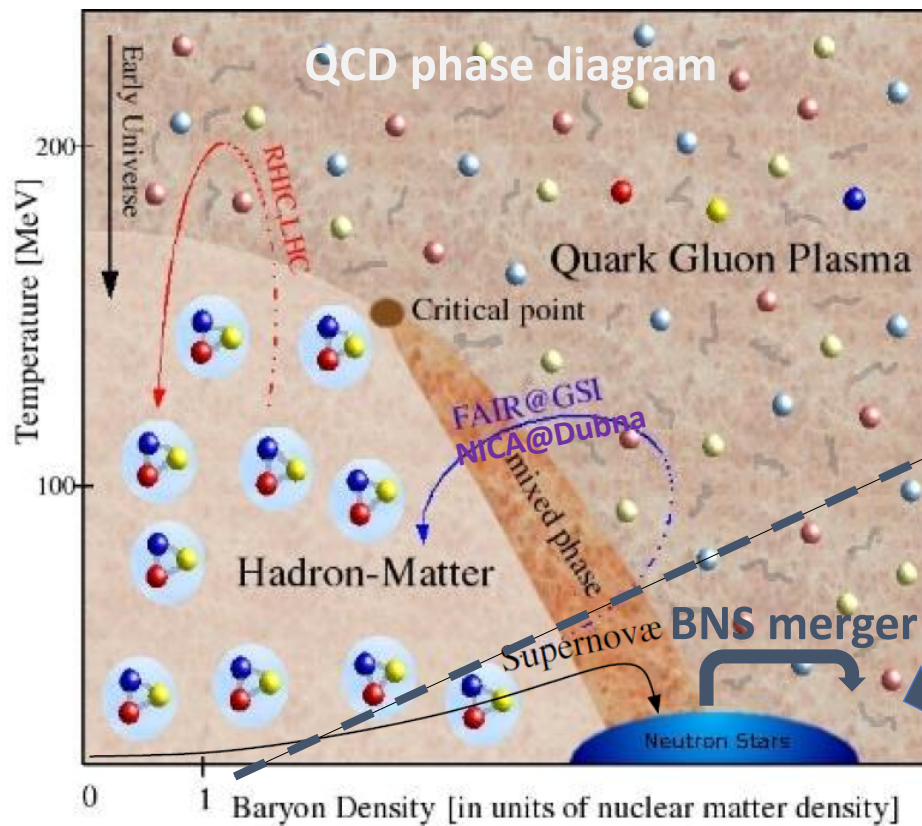 QCD phase diagram
Early Universe
200
RHIC, LHC
Temperature [MeV]
Quark Gluon Plasma
Critical point
FAIR@GSI
NICA@Dubna
100
mixed phase
Hadron-Matter
Supernovæ
BNS merger
Neutron Stars
0
1
Baryon Density [in units of nuclear matter density]